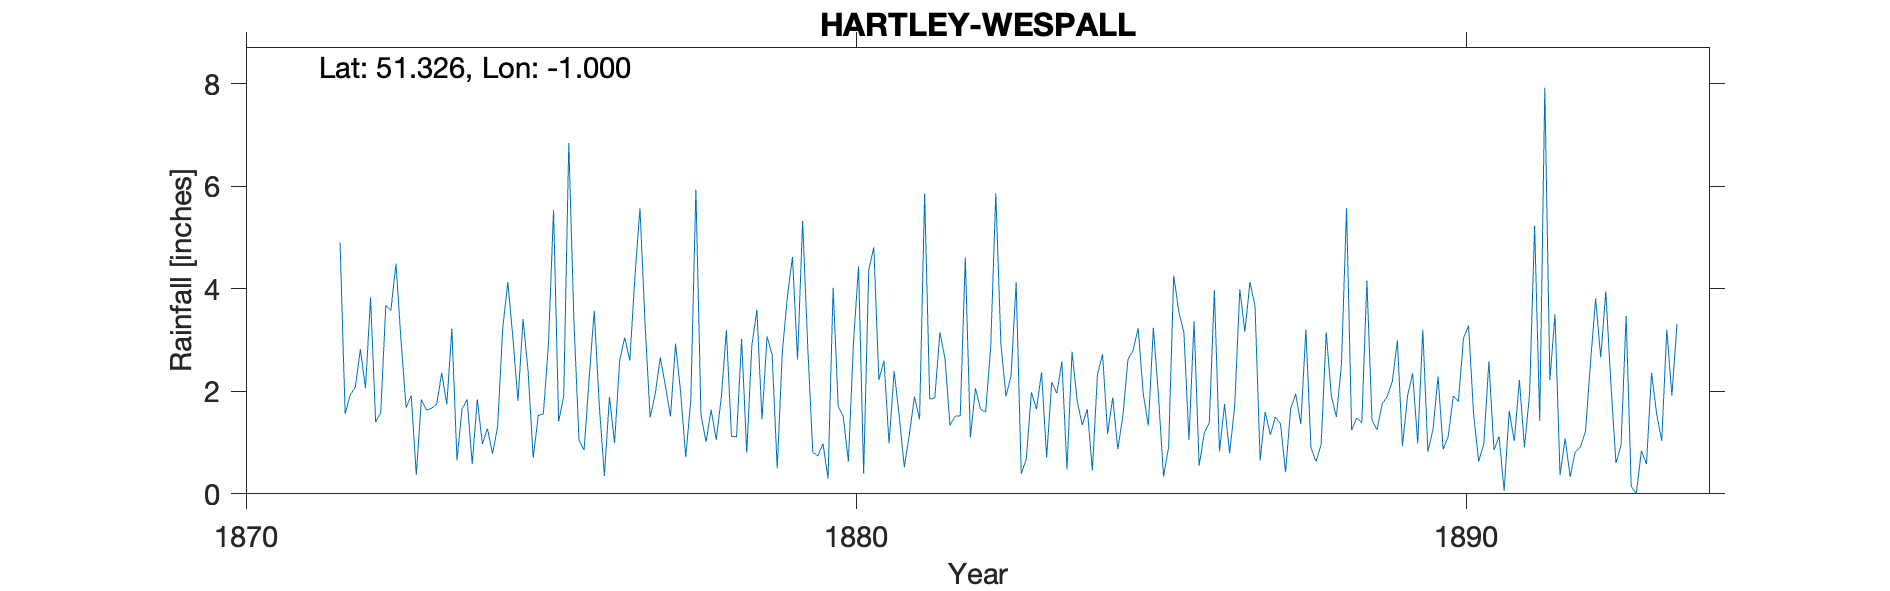 HARTLEY-WESPALL
Lat: 51.326, Lon: -1.000
8
6
4
2
0
Rainfall [inches]
1870
1880
1890
Year